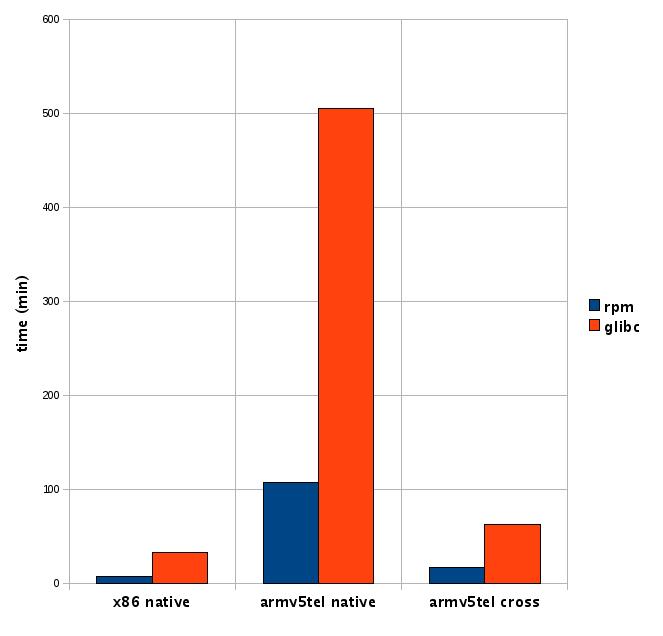 600
500
400
300
200
100
0
time (min)
x86 native
armv5tel native
armv5tel cross
rpm
glibc